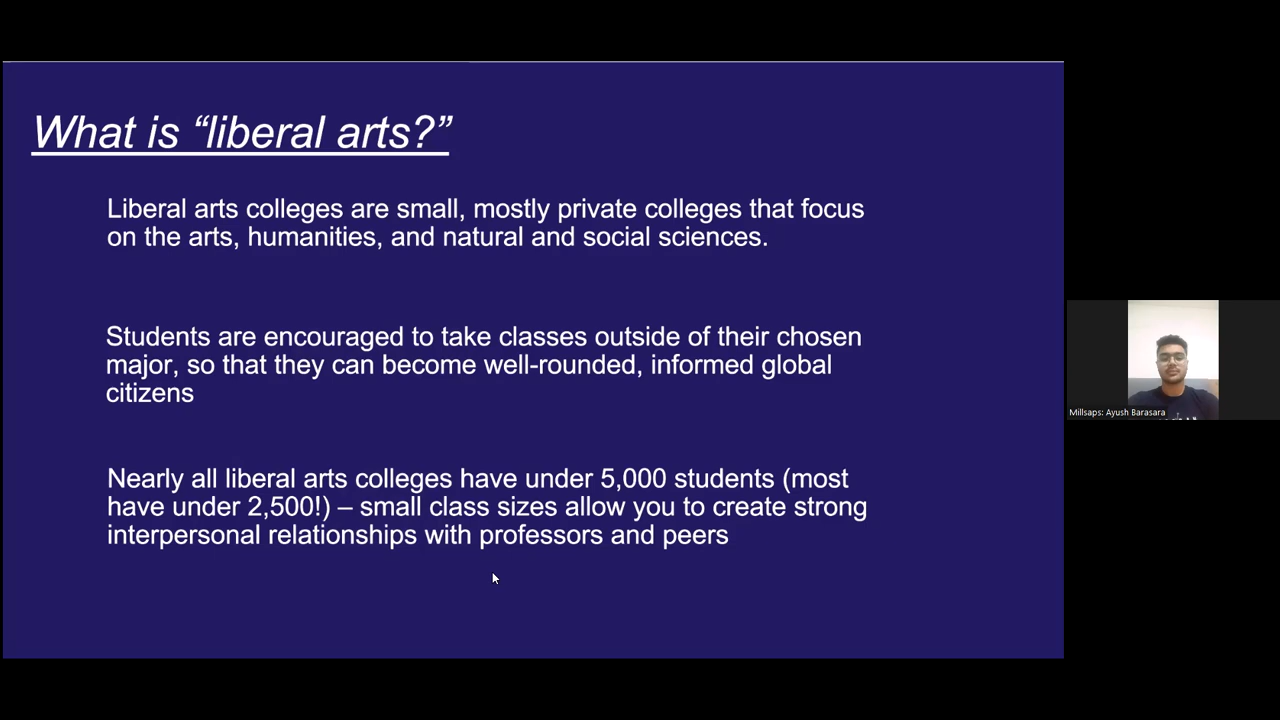 What is “liberal arts?”
Liberal arts colleges are small, mostly private colleges that focus
on the arts, humanities, and natural and social sciences.
Students are encouraged to take classes outside of their chosen
major, so that they can become well-rounded, informed global
citizens
Nearly all liberal arts colleges have under 5,000 students (most
have under 2,500!) – small class sizes allow you to create strong
interpersonal relationships with professors and peers
Millsaps: Ayush Barasara